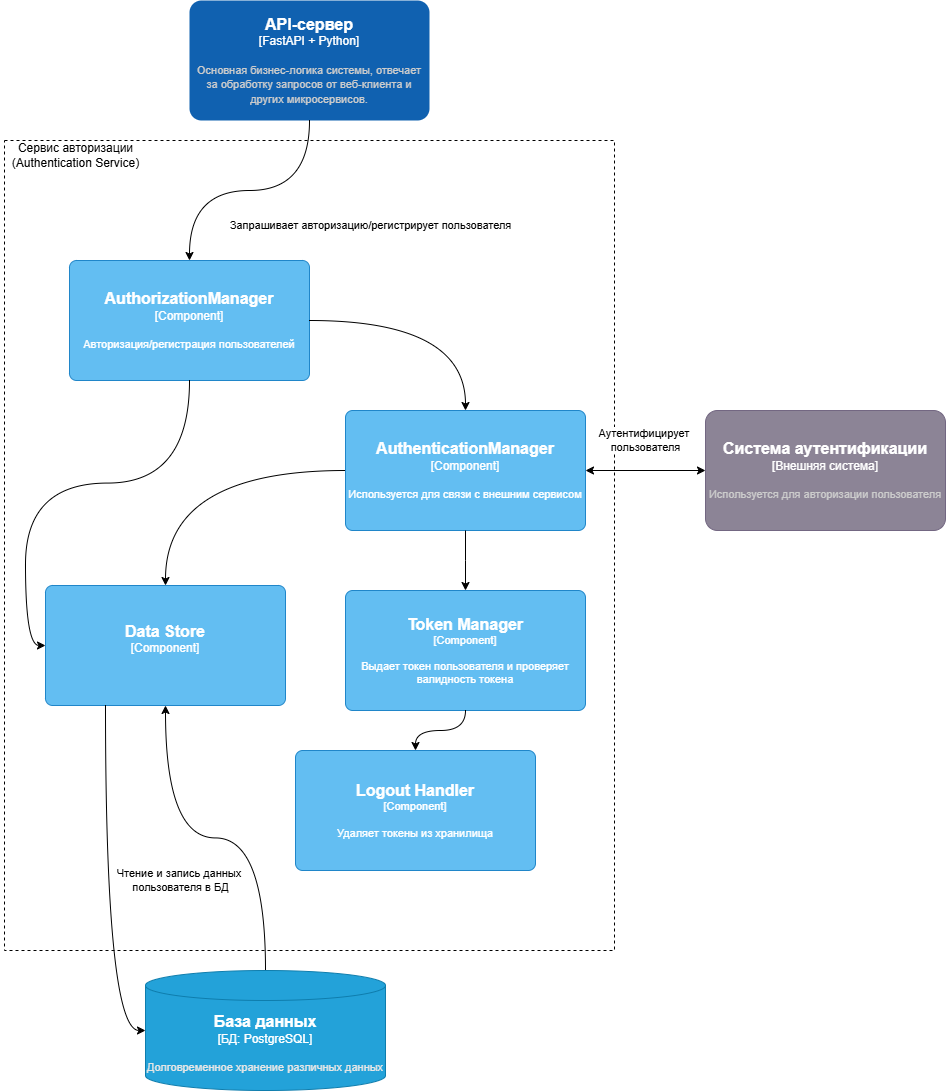 API-сервер
[FastAPI + Python]
Основная бизнес-логика системы, отвечает
за обработку запросов от веб-клиента и
других микросервисов.
Сервис авторизации
(Authentication Service)
Запрашивает авторизацию/регистрирует пользователя
AuthorizationManager
[Component]
Авторизация/регистрация пользователей
AuthenticationManager
[Component]
Используется для связи с внешним сервисом
Аутентифицирует
пользователя
Система аутентификации
[Внешняя система]
Используется для авторизации пользователя
Data Store
[Component]
Token Manager
[Component]
Выдает токен пользователя и проверяет
валидность токена
Logout Handler
[Component]
Удаляет токены из хранилища
Чтение и запись данных
пользователя в БД
База данных
[БД: PostgreSQL]
Долговременное хранение различных данных